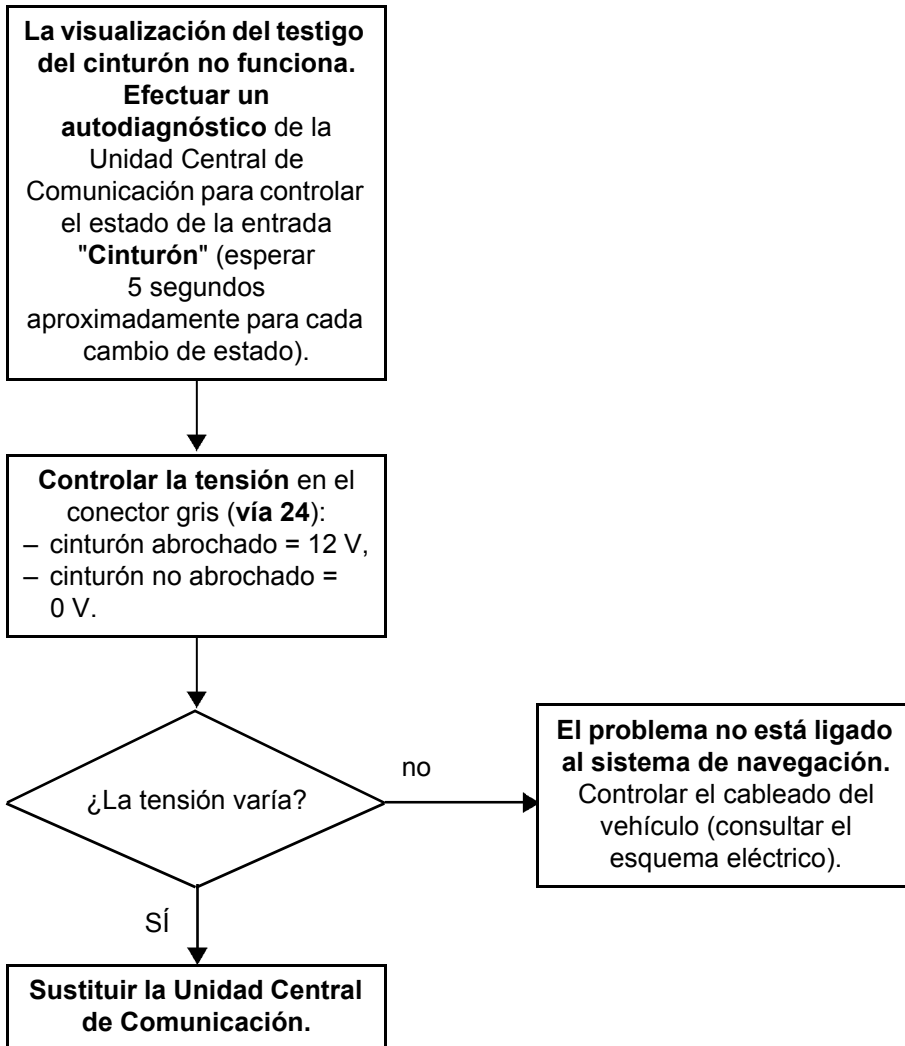 La visualización del testigo
del cinturón no funciona.
Efectuar un
autodiagnóstico de la
Unidad Central de
Comunicación para controlar
el estado de la entrada
"Cinturón" (esperar
5 segundos
aproximadamente para cada
cambio de estado).
Controlar la tensión en el
conector gris (vía 24):
– cinturón abrochado = 12 V,
– cinturón no abrochado =
0 V.
¿La tensión varía?
no
El problema no está ligado
al sistema de navegación.
Controlar el cableado del
vehículo (consultar el
esquema eléctrico).
SÍ
Sustituir la Unidad Central
de Comunicación.